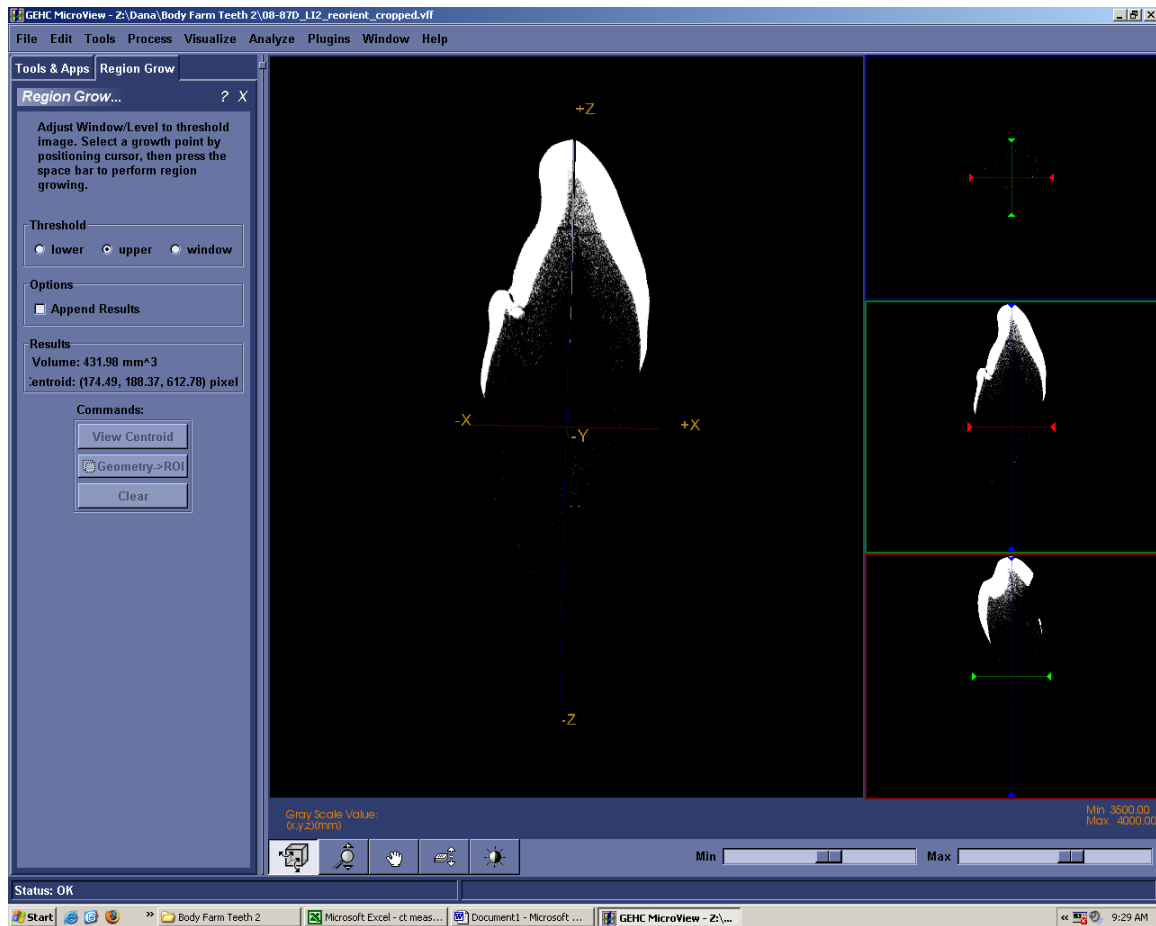 GEHC MicroView - Z:\Dana\Body Farm Teeth 2\08-87D_LI2_reorient_cropped.vff
File Edit Tools Process Visualize Analyze Plugins Window Help
Tools & Apps Region Grow
Region Grow... ? X
Adjust Window/Level to threshold
image. Select a growth point by
positioning cursor, then press the
space bar to perform region
growing.
Threshold
lower upper window
Options
Append Results
Results
Volume: 431.98 mm^3
entroid: (174.49, 188.37, 612.78) pixel
Commands:
View Centroid
Geometry->ROI
Clear
+Z
-X
-Y
+X
-Z
Gray Scale Value:
(x,y,z)(mm)
Min 3500.00
Max 4000.00
Min
Max
Status: OK
Start
»
Body Farm Teeth 2
Microsoft Excel - ct meas...
Document1 - Microsoft ...
GEHC MicroView - Z:\...
«
9:29 AM